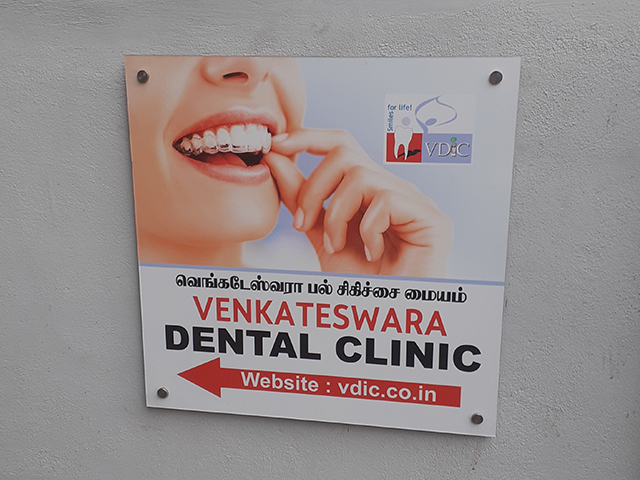 Smiles for life!
VDiC
வெங்கடேஸ்வரா பல் சிகிச்சை மையம்
VENKATESWARA
DENTAL CLINIC
Website : vdic.co.in